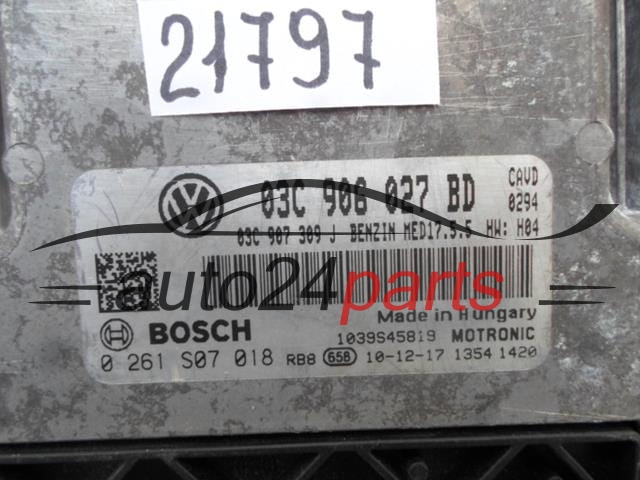 21797
03C 906 027 BD CAVD
0294
03C 907 309 J BENZIN MED17.5.5 HW: H04
auto24parts
Made in Hungary
BOSCH 1039S45819 MOTRONIC
0 261 S07 018 RB8 658 10-12-17 1354 1420